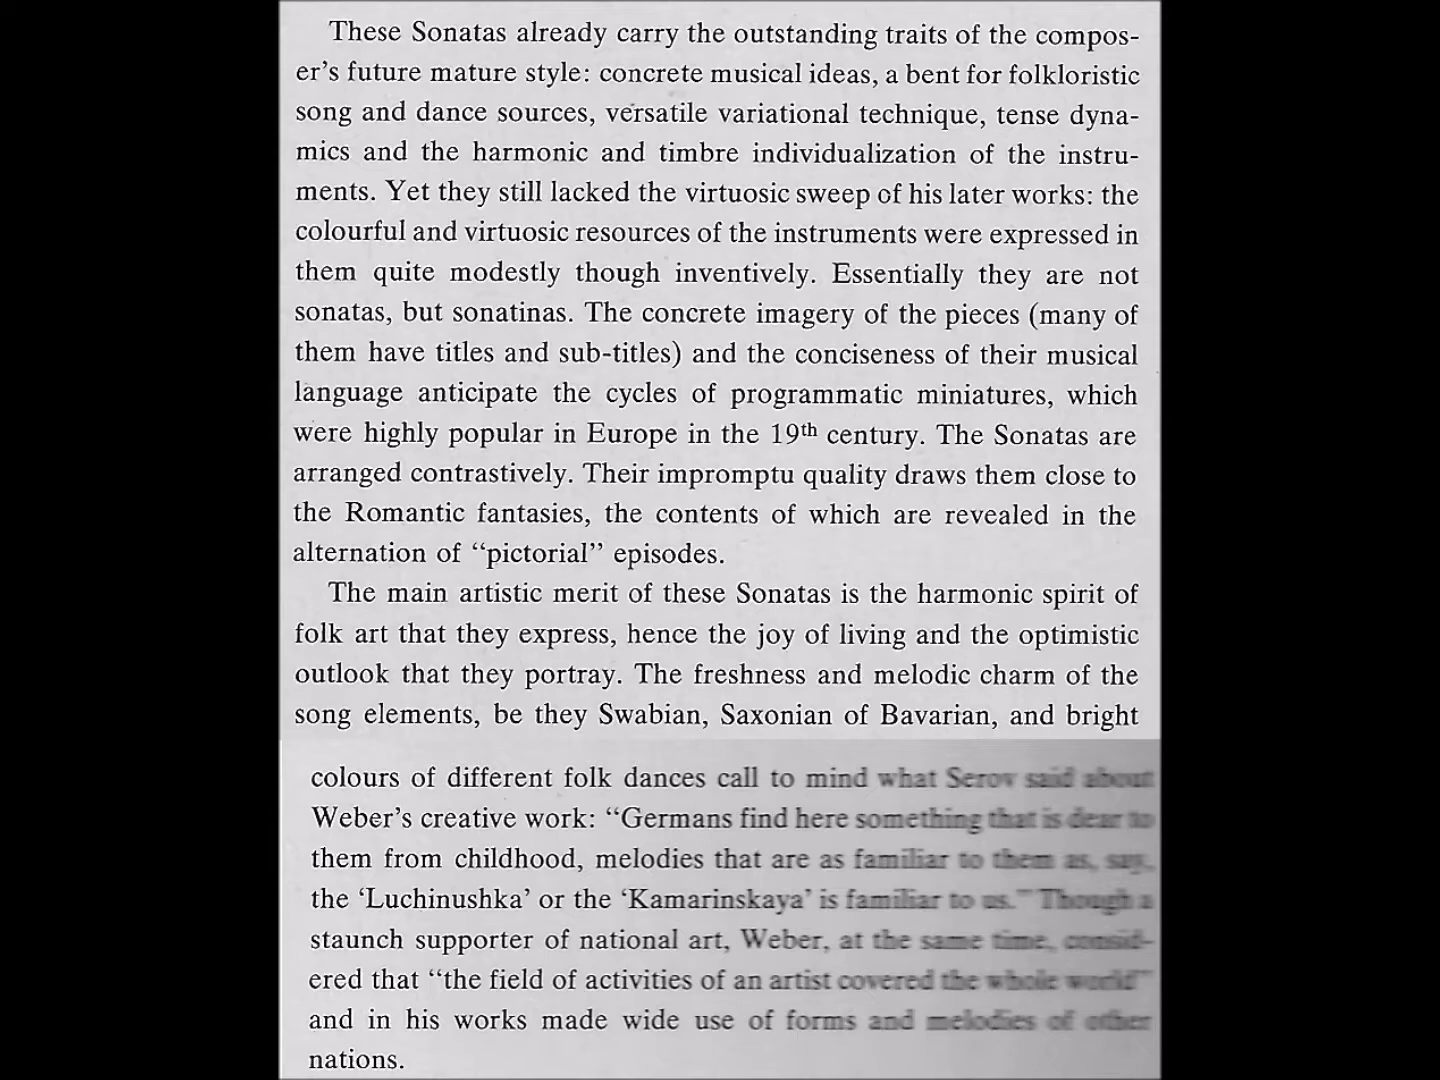 These Sonatas already carry the outstanding traits of the compos-
er's future mature style: concrete musical ideas, a bent for folkloristic
song and dance sources, versatile variational technique, tense dyna-
mics and the harmonic and timbre individualization of the instru-
ments. Yet they still lacked the virtuosic sweep of his later works: the
colourful and virtuosic resources of the instruments were expressed in
them quite modestly though inventively. Essentially they are not
sonatas, but sonatinas. The concrete imagery of the pieces (many of
them have titles and sub-titles) and the conciseness of their musical
language anticipate the cycles of programmatic miniatures, which
were highly popular in Europe in the 19th century. The Sonatas are
arranged contrastively. Their impromptu quality draws them close to
the Romantic fantasies, the contents of which are revealed in the
alternation of “pictorial” episodes.
The main artistic merit of these Sonatas is the harmonic spirit of
folk art that they express, hence the joy of living and the optimistic
outlook that they portray. The freshness and melodic charm of the
song elements, be they Swabian, Saxonian of Bavarian, and bright
colours of different folk dances call to mind what Serov said about
Weber's creative work: “Germans find here something that is dear to
them from childhood, melodies that are as familiar to them as, say,
the ‘Luchinushka’ or the ‘Kamarinskaya’ is familiar to us.” Though a
staunch supporter of national art, Weber, at the same time, consid-
ered that “the field of activities of an artist covered the whole world”
and in his works made wide use of forms and melodies of other
nations.